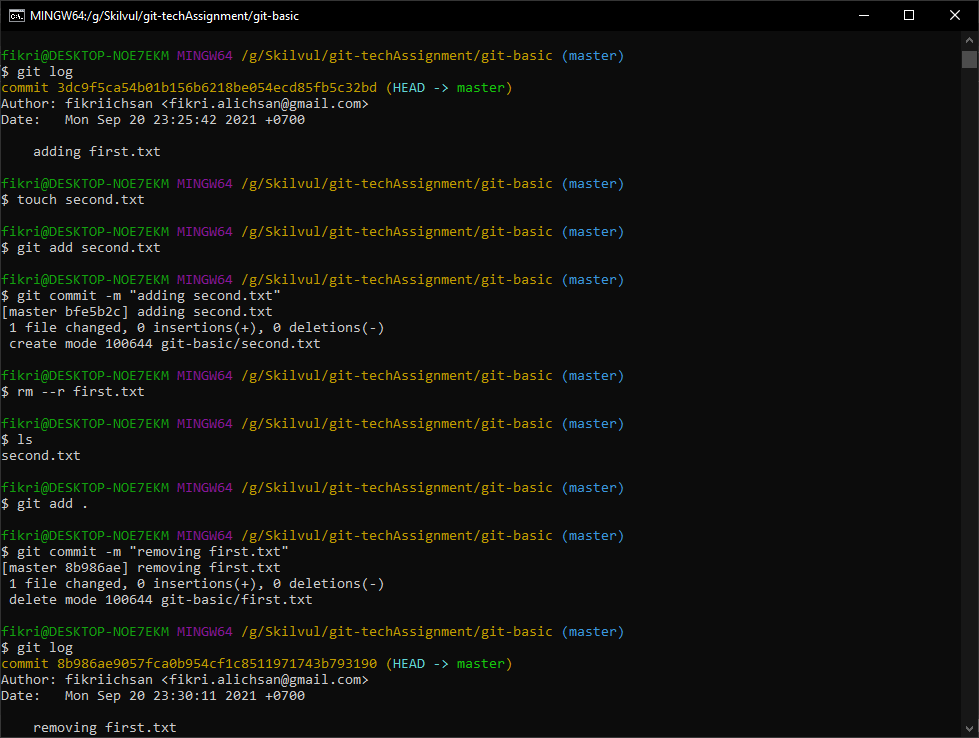 MINGW64:/g/Skilvul/git-techAssignment/git-basic
fikri@DESKTOP-NOE7EKM MINGW64 /g/Skilvul/git-techAssignment/git-basic (master)
$ git log
commit 3dc9f5ca54b01b156b6218be054ecd85fb5c32bd (HEAD -> master)
Author: fikriichsan <fikri.alichsan@gmail.com>
Date:   Mon Sep 20 23:25:42 2021 +0700
    adding first.txt
fikri@DESKTOP-NOE7EKM MINGW64 /g/Skilvul/git-techAssignment/git-basic (master)
$ touch second.txt
fikri@DESKTOP-NOE7EKM MINGW64 /g/Skilvul/git-techAssignment/git-basic (master)
$ git add second.txt
fikri@DESKTOP-NOE7EKM MINGW64 /g/Skilvul/git-techAssignment/git-basic (master)
$ git commit -m "adding second.txt"
[master bfe5b2c] adding second.txt
 1 file changed, 0 insertions(+), 0 deletions(-)
 create mode 100644 git-basic/second.txt
fikri@DESKTOP-NOE7EKM MINGW64 /g/Skilvul/git-techAssignment/git-basic (master)
$ rm --r first.txt
fikri@DESKTOP-NOE7EKM MINGW64 /g/Skilvul/git-techAssignment/git-basic (master)
$ ls
second.txt
fikri@DESKTOP-NOE7EKM MINGW64 /g/Skilvul/git-techAssignment/git-basic (master)
$ git add .
fikri@DESKTOP-NOE7EKM MINGW64 /g/Skilvul/git-techAssignment/git-basic (master)
$ git commit -m "removing first.txt"
[master 8b986ae] removing first.txt
 1 file changed, 0 insertions(+), 0 deletions(-)
 delete mode 100644 git-basic/first.txt
fikri@DESKTOP-NOE7EKM MINGW64 /g/Skilvul/git-techAssignment/git-basic (master)
$ git log
commit 8b986ae9057fca0b954cf1c8511971743b793190 (HEAD -> master)
Author: fikriichsan <fikri.alichsan@gmail.com>
Date:   Mon Sep 20 23:30:11 2021 +0700
    removing first.txt